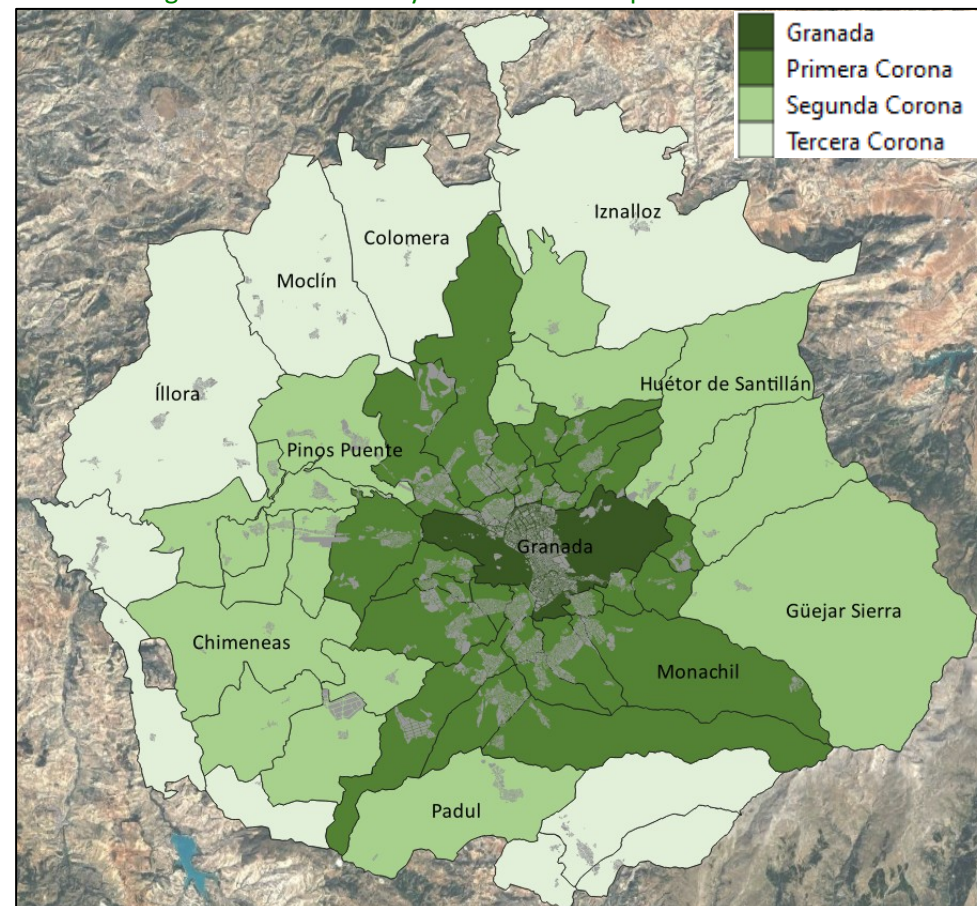 Granada
Primera Corona
Segunda Corona
Tercera Corona
Iznalloz
Colomera
Moclín
Íllora
Huétor de Santillán
Pinos Puente
Granada
Güejar Sierra
Chimeneas
Monachil
Padul